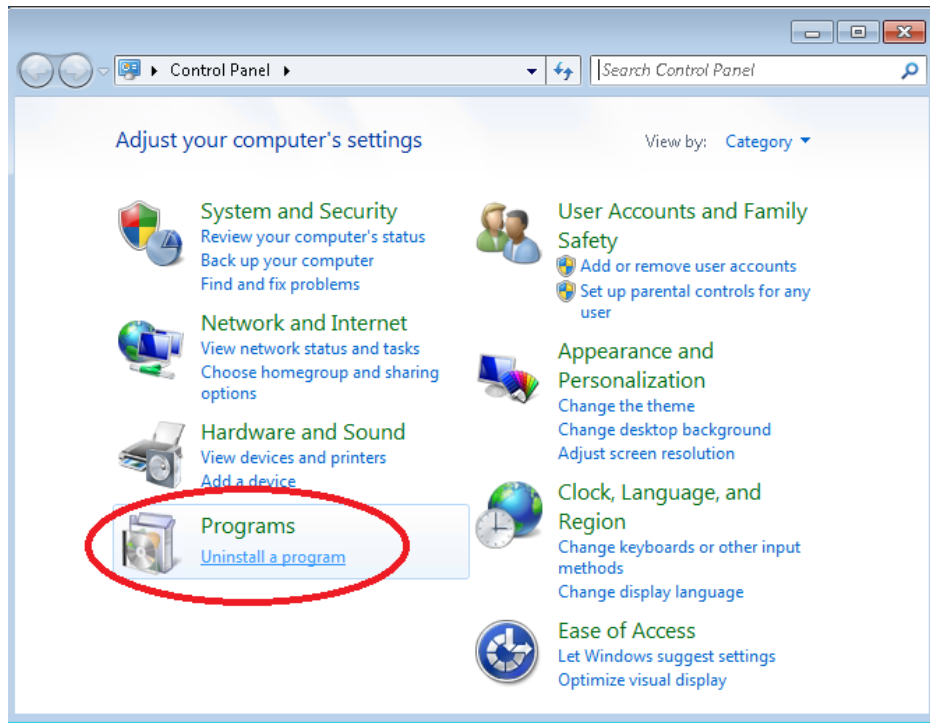 Control Panel
Search Control Panel
Adjust your computer's settings
View by: Category
System and Security
Review your computer's status
Back up your computer
Find and fix problems
Network and Internet
View network status and tasks
Choose homegroup and sharing
options
Hardware and Sound
View devices and printers
Add a device
Programs
Uninstall a program
User Accounts and Family
Safety
Add or remove user accounts
Set up parental controls for any
user
Appearance and
Personalization
Change the theme
Change desktop background
Adjust screen resolution
Clock, Language, and
Region
Change keyboards or other input
methods
Change display language
Ease of Access
Let Windows suggest settings
Optimize visual display